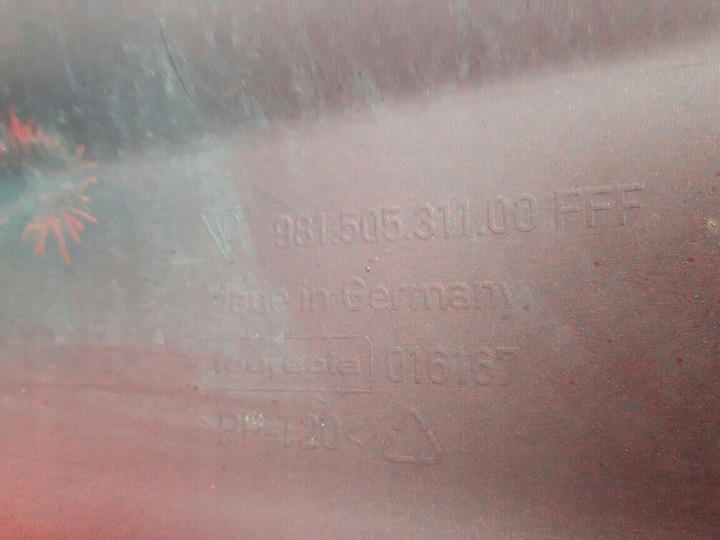 981.505.311.00 FFF
Made in Germany.
faurecia 016167
>PP-T20<